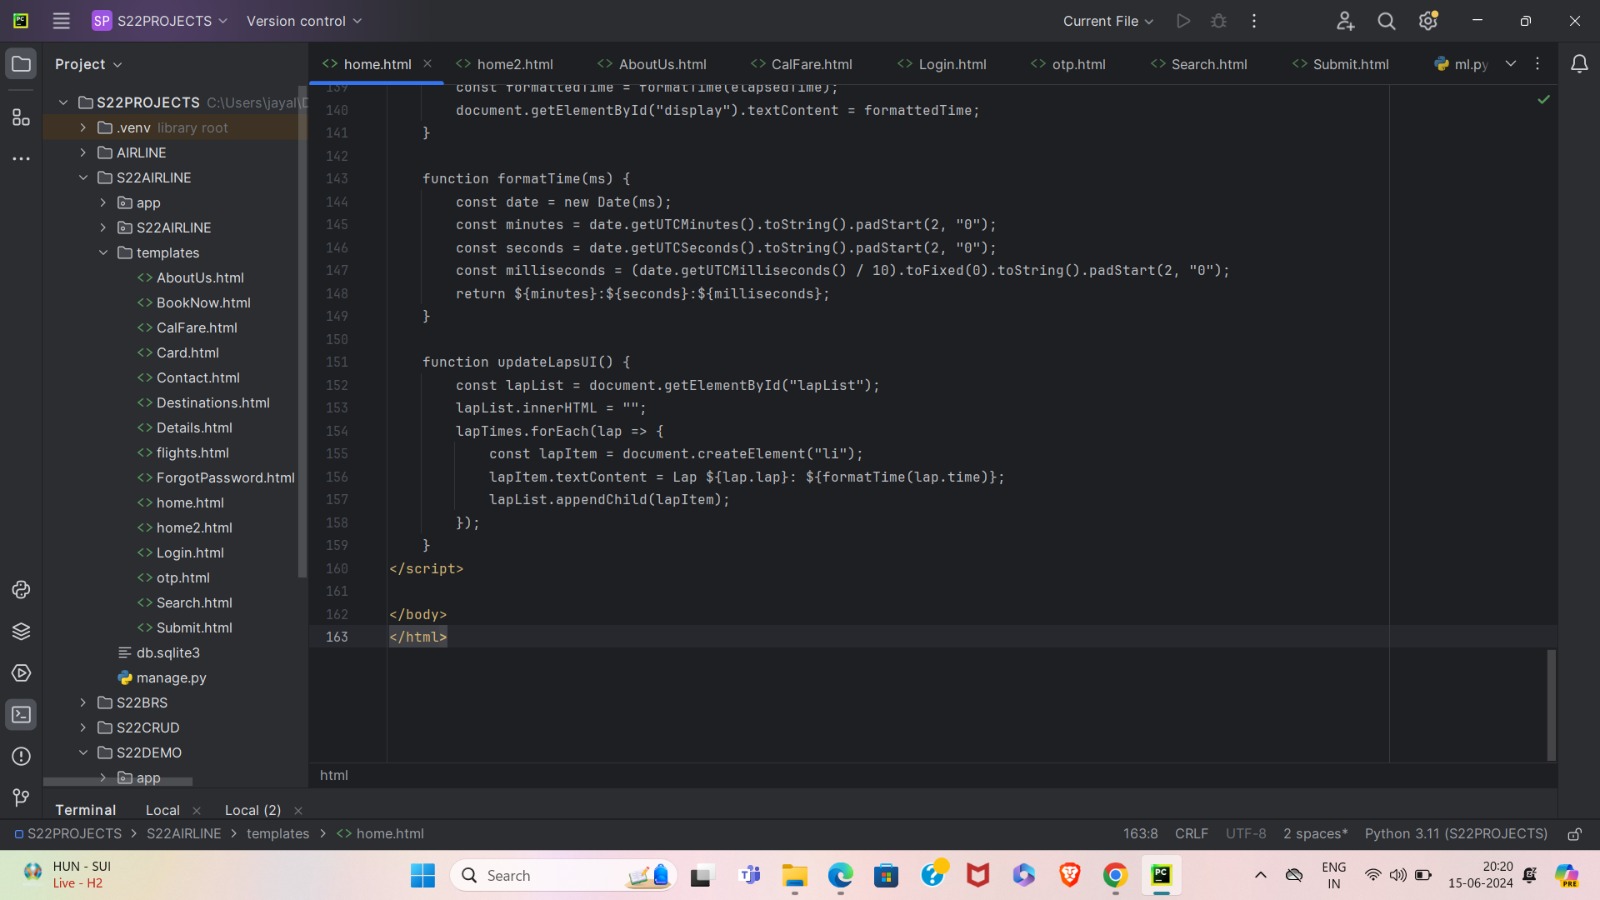 PC
SP S22PROJECTS
Version control
Current File
Project
home.html
home2.html
AboutUs.html
CalFare.html
Login.html
otp.html
Search.html
Submit.html
ml.py
S22PROJECTS C:\Users\jayal\D
.venv library root
AIRLINE
S22AIRLINE
app
S22AIRLINE
templates
AboutUs.html
BookNow.html
CalFare.html
Card.html
Contact.html
Destinations.html
Details.html
flights.html
ForgotPassword.html
home.html
home2.html
Login.html
otp.html
Search.html
Submit.html
db.sqlite3
manage.py
S22BRS
S22CRUD
S22DEMO
app
139 const formattedTime = formatTime(elapsedTime);
140 document.getElementById("display").textContent = formattedTime;
141 }
142
143 function formatTime(ms) {
144 const date = new Date(ms);
145 const minutes = date.getUTCMinutes().toString().padStart(2, "0");
146 const seconds = date.getUTCSeconds().toString().padStart(2, "0");
147 const milliseconds = (date.getUTCMilliseconds() / 10).toFixed(0).toString().padStart(2, "0");
148 return ${minutes}:${seconds}:${milliseconds};
149 }
150
151 function updateLapsUI() {
152 const lapList = document.getElementById("lapList");
153 lapList.innerHTML = "";
154 lapTimes.forEach(lap => {
155 const lapItem = document.createElement("li");
156 lapItem.textContent = Lap ${lap.lap}: ${formatTime(lap.time)};
157 lapList.appendChild(lapItem);
158 });
159 }
160 </script>
161
162 </body>
163 </html>
html
Terminal Local Local (2)
S22PROJECTS > S22AIRLINE > templates > <> home.html
163:8 CRLF UTF-8 2 spaces* Python 3.11 (S22PROJECTS)
HUN - SUI
Live - H2
Search
PC
ENG
IN
20:20
15-06-2024
PRE